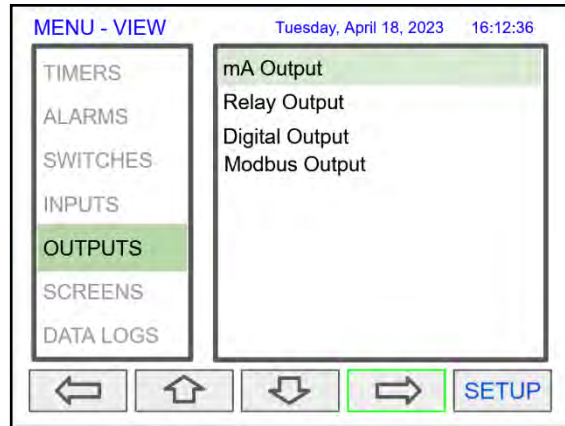 MENU - VIEW Tuesday, April 18, 2023 16:12:36
TIMERS
ALARMS
SWITCHES
INPUTS
OUTPUTS
SCREENS
DATA LOGS
mA Output
Relay Output
Digital Output
Modbus Output
SETUP